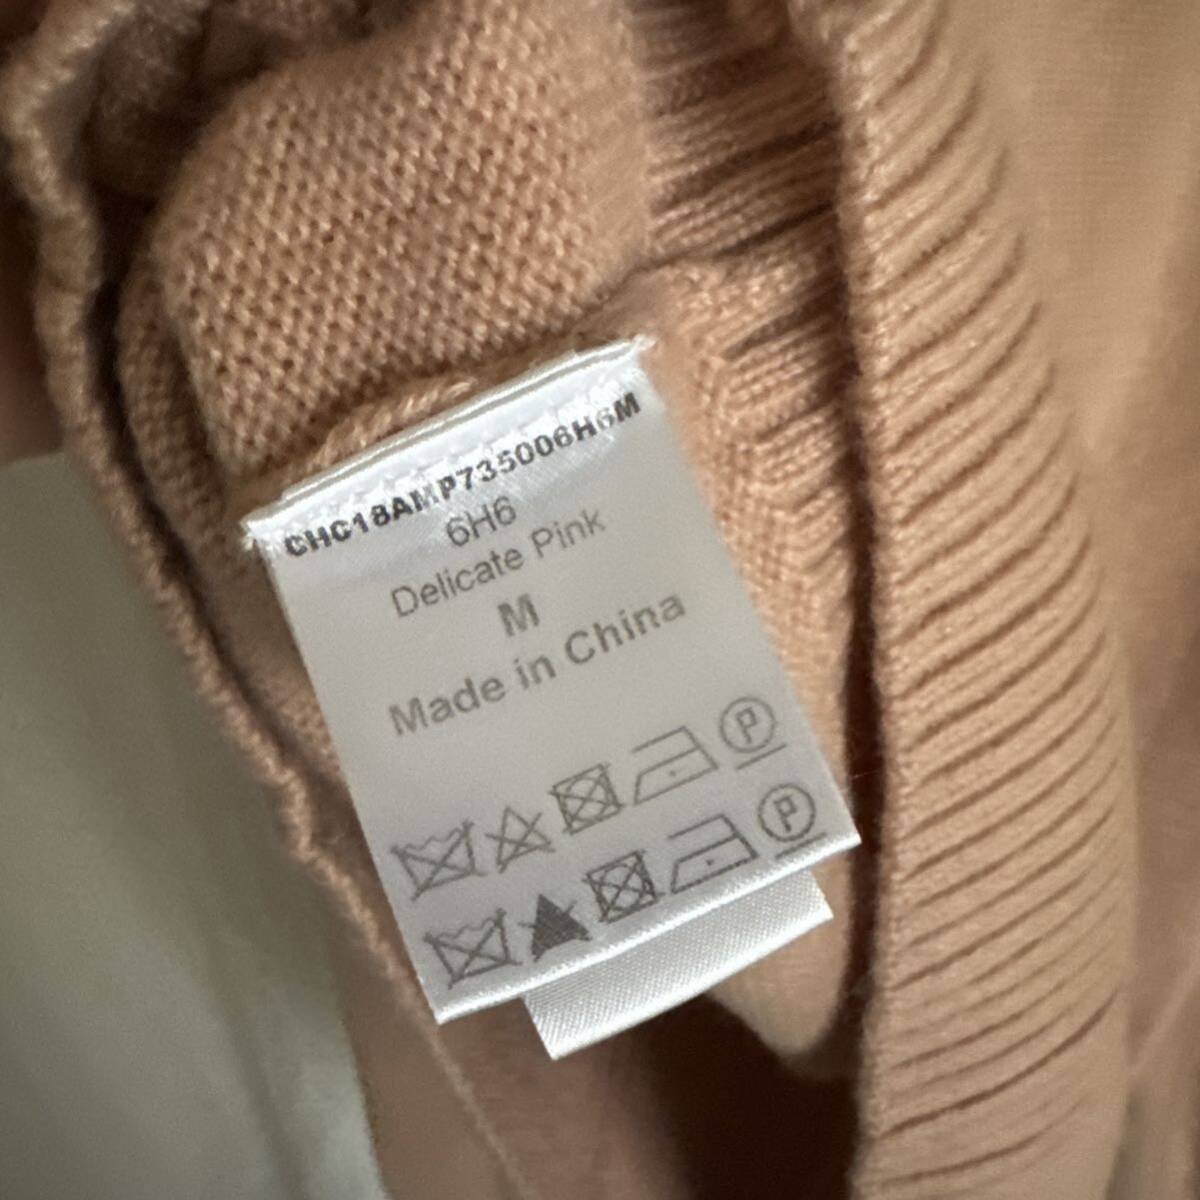 CHC18AMP735006H6M
6H6
Delicate Pink
M
Made in China
P
P